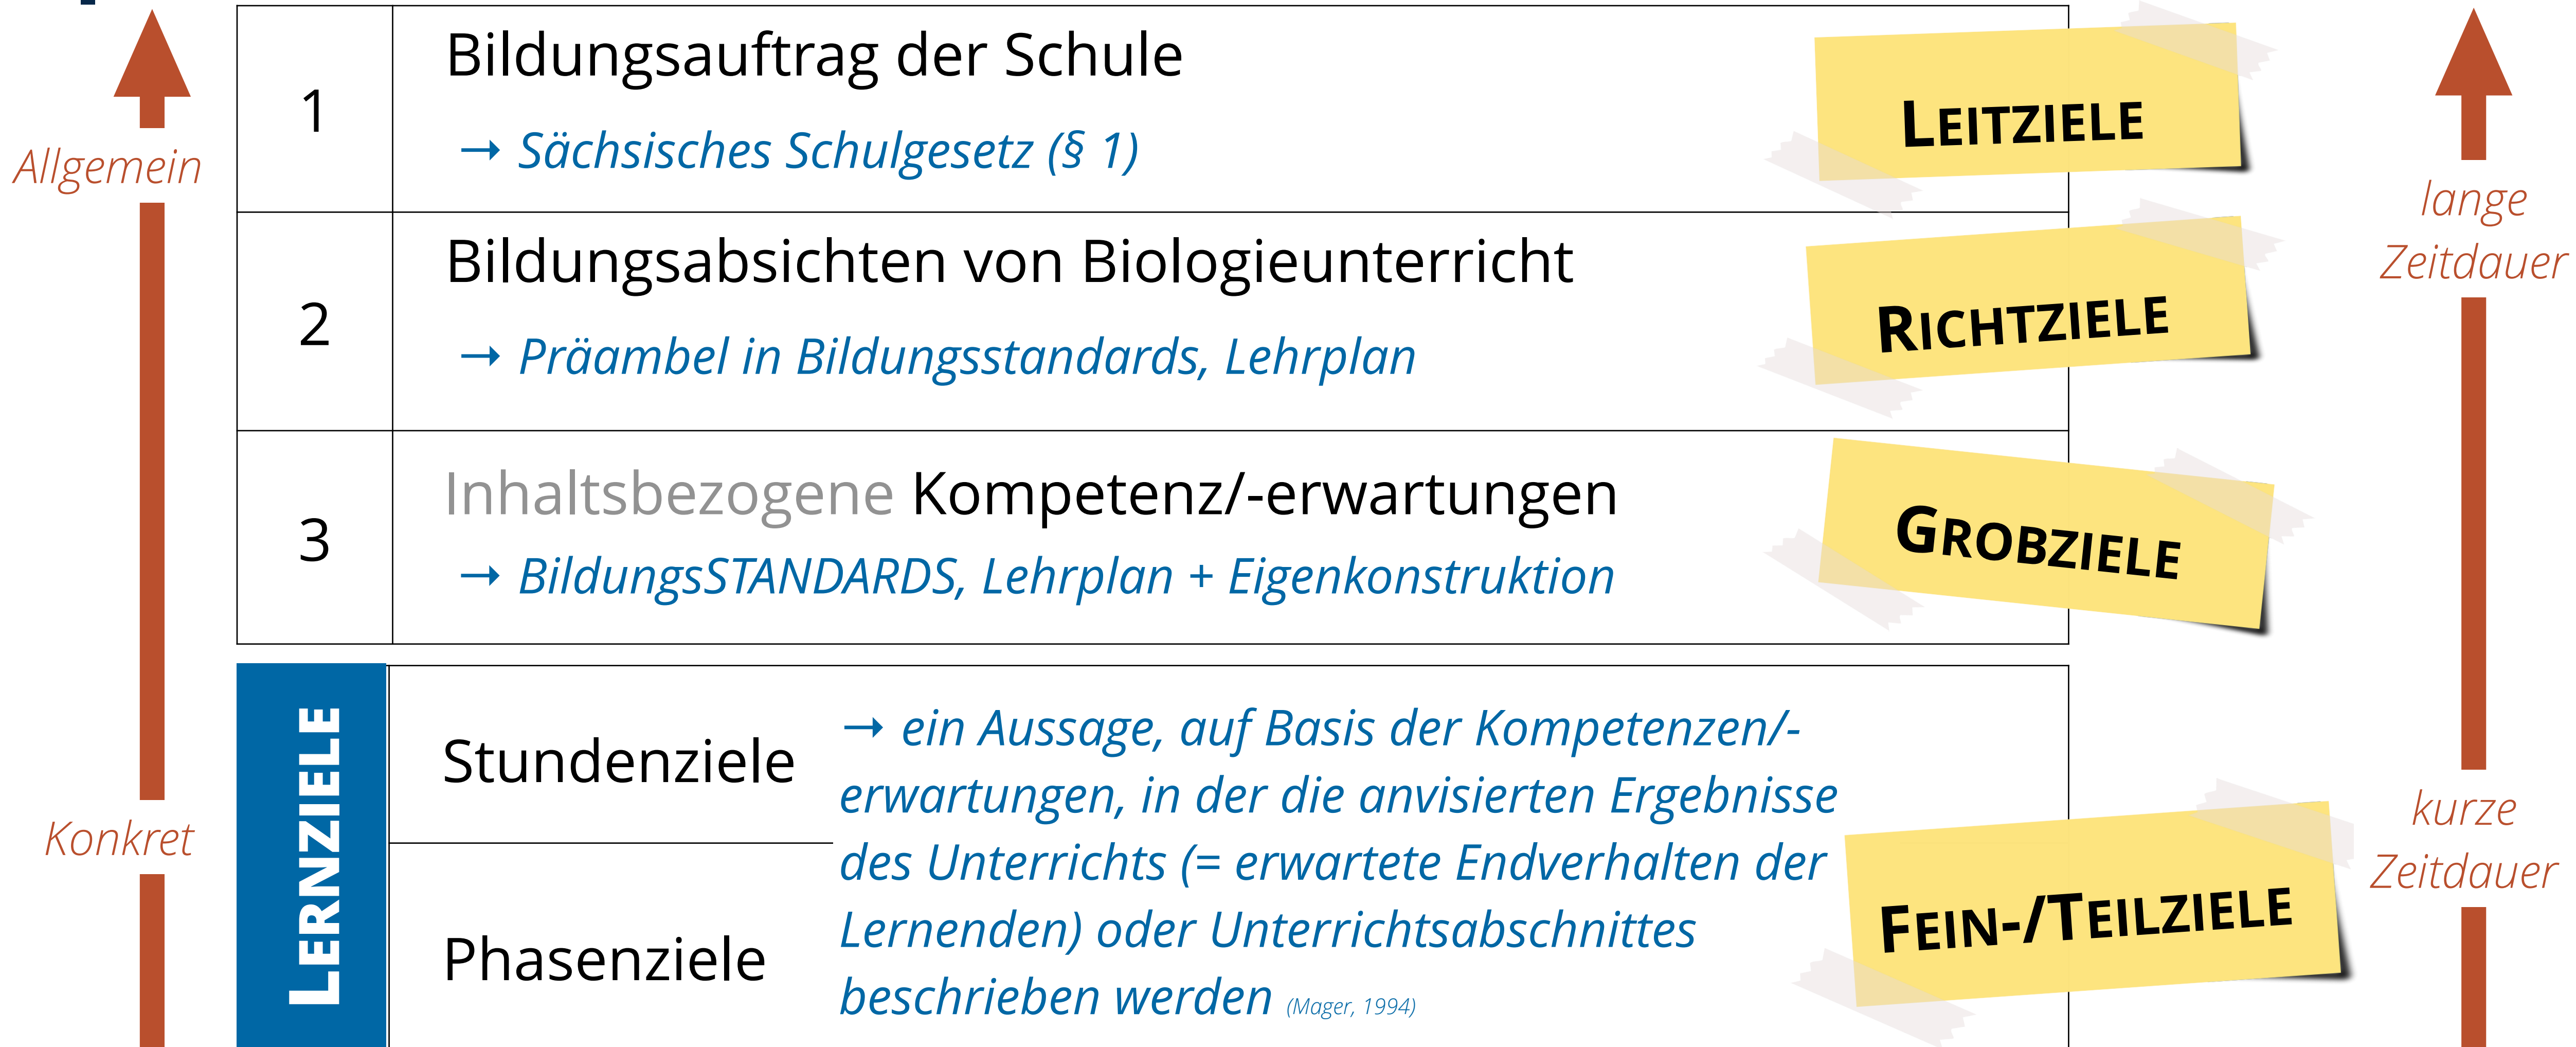 Allgemein
Konkret
1
Bildungsauftrag der Schule
→ Sächsisches Schulgesetz (§ 1)
LEITZIELE
2
Bildungsabsichten von Biologieunterricht
→ Präambel in Bildungsstandards, Lehrplan
RICHTZIELE
3
Inhaltsbezogene Kompetenz/-erwartungen
→ BildungsSTANDARDS, Lehrplan + Eigenkonstruktion
GROBZIELE
LERNZIELE
Stundenziele
Phasenziele
→ ein Aussage, auf Basis der Kompetenzen/-
erwartungen, in der die anvisierten Ergebnisse
des Unterrichts (= erwartete Endverhalten der
Lernenden) oder Unterrichtsabschnittes
beschrieben werden (Mager, 1994)
FEIN-/TEILZIELE
lange
Zeitdauer
kurze
Zeitdauer